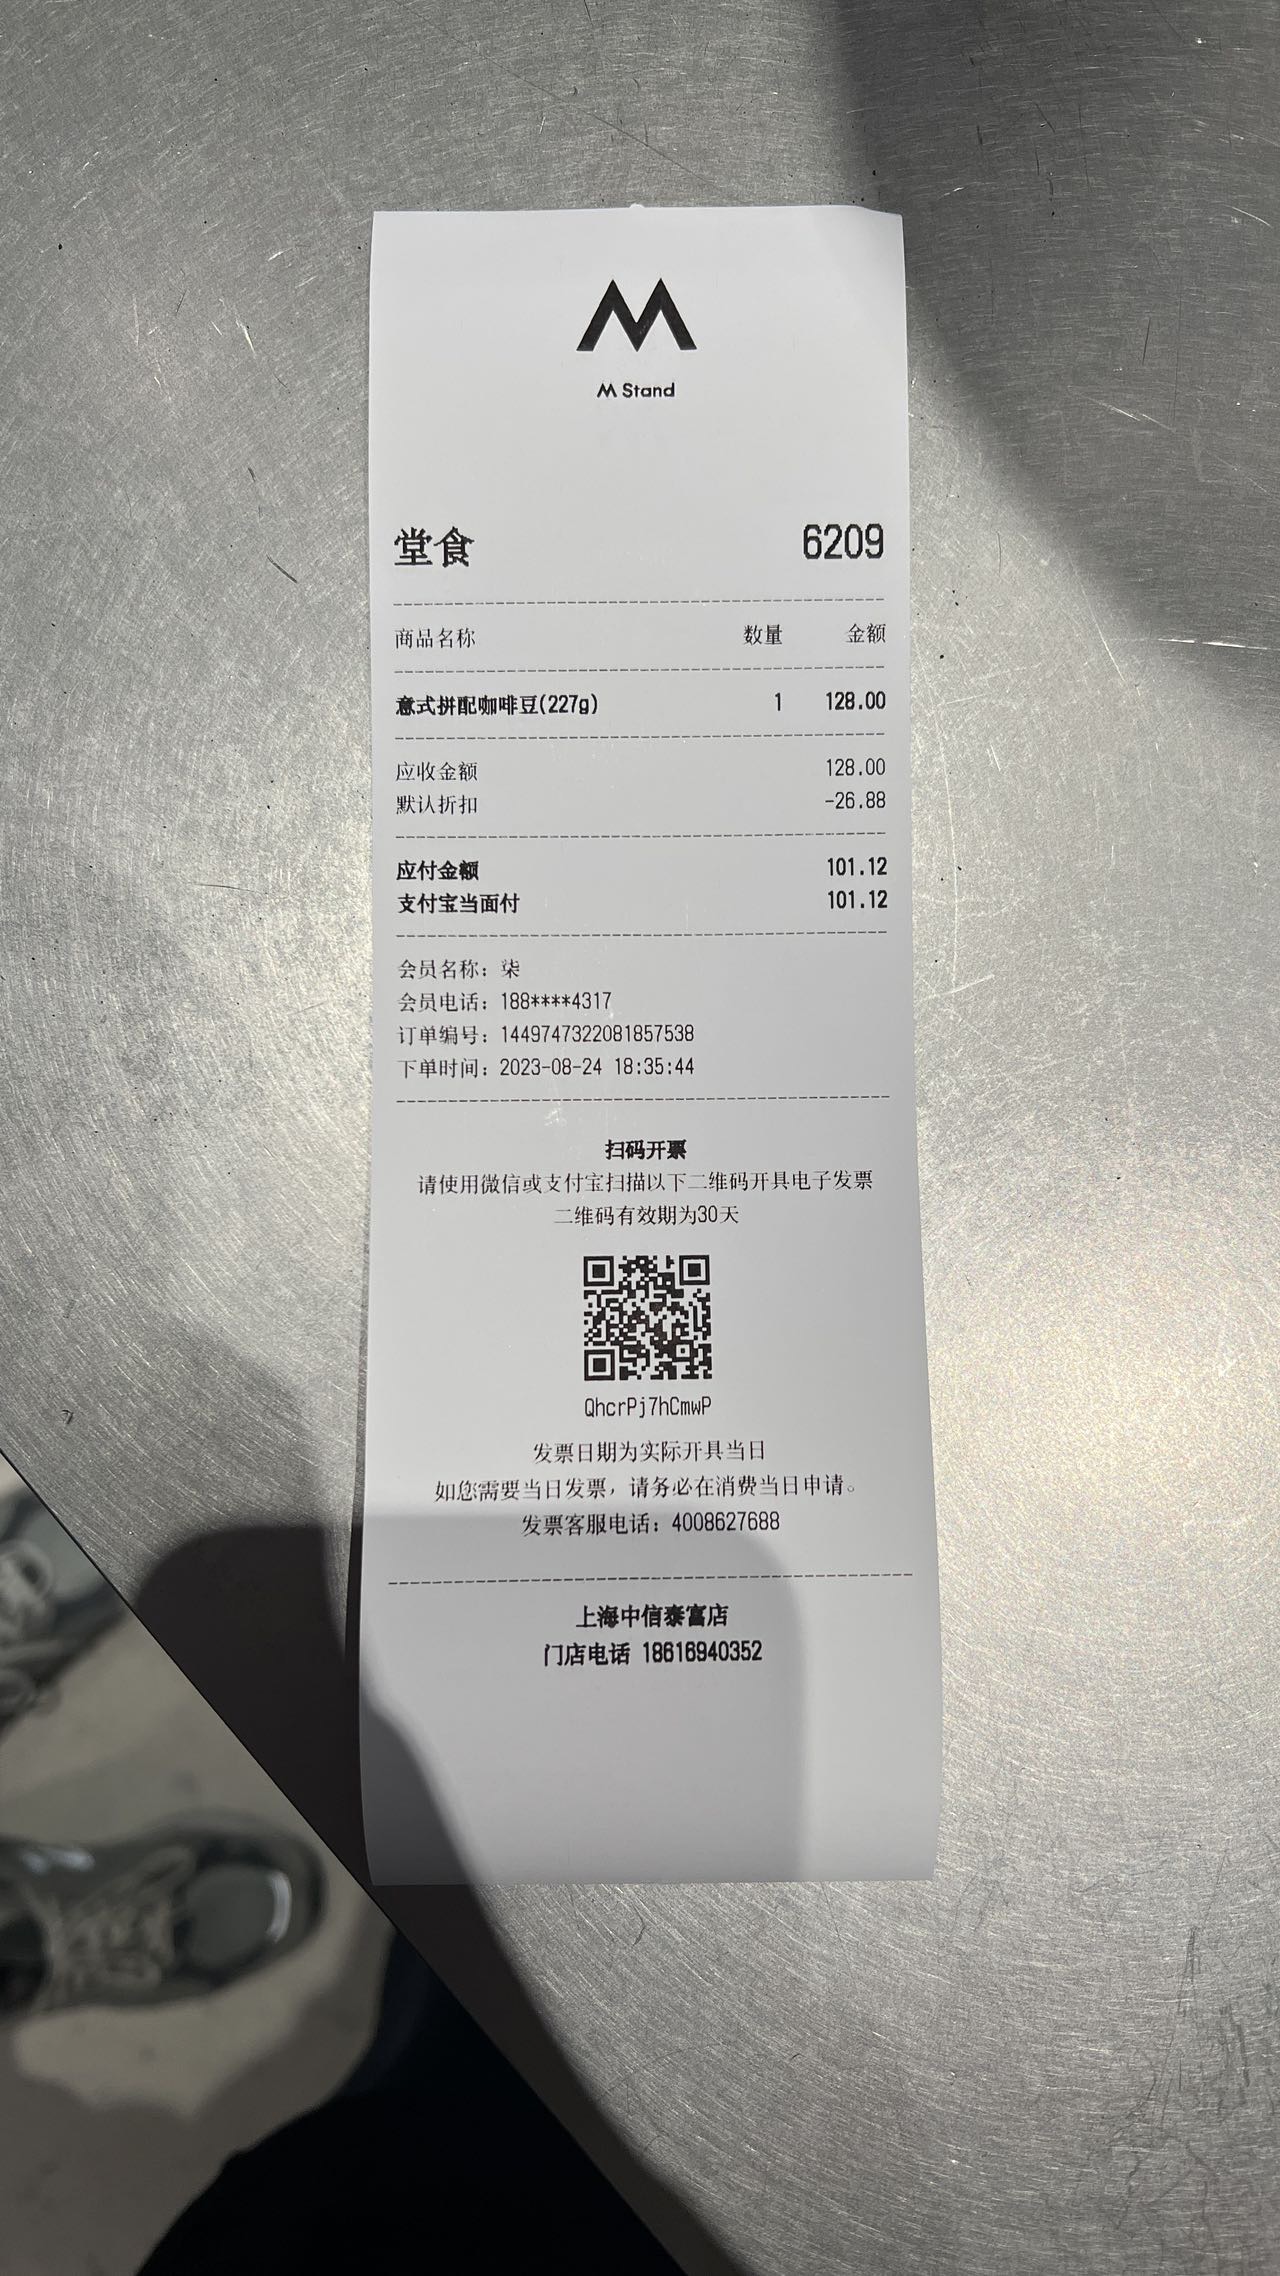 M
M Stand
堂食 6209
商品名称 数量 金额
意式拼配咖啡豆(227g) 1 128.00
应收金额 128.00
默认折扣 -26.88
应付金额 101.12
支付宝当面付 101.12
会员名称：柒
会员电话：188****4317
订单编号：1449747322081857538
下单时间：2023-08-24 18:35:44
扫码开票
请使用微信或支付宝扫描以下二维码开具电子发票
二维码有效期为30天
QhcrPj7hCmwP
发票日期为实际开具当日
如您需要当日发票，请务必在消费当日申请。
发票客服电话：4008627688
上海中信泰富店
门店电话 18616940352